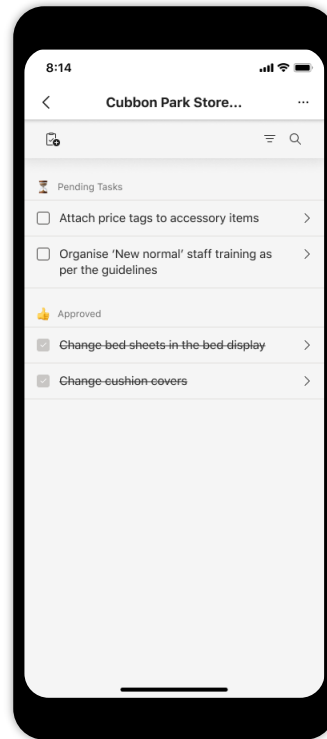 8:14
Cubbon Park Store...
Pending Tasks
Attach price tags to accessory items
Organise ‘New normal’ staff training as
per the guidelines
Approved
Change bed sheets in the bed display
Change cushion covers